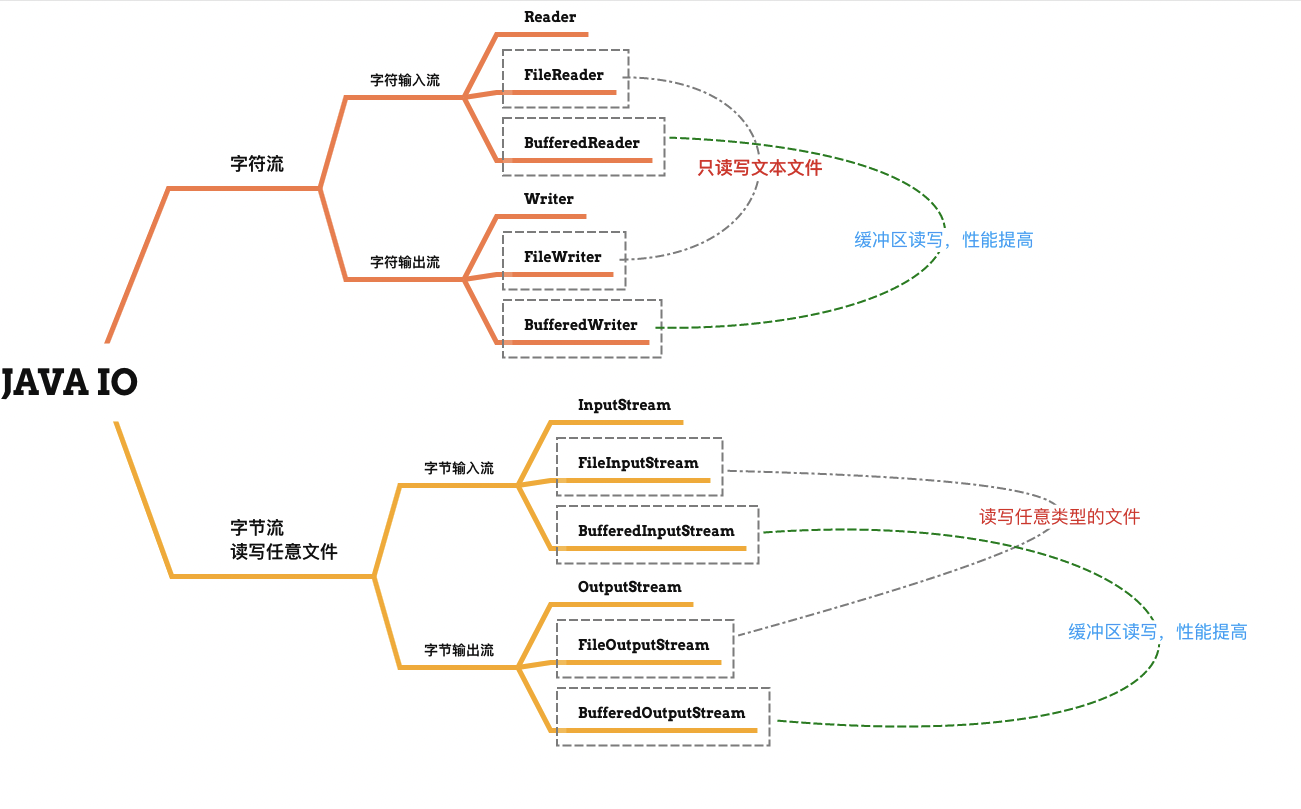 Reader
FileReader
字符输入流
BufferedReader
字符流
只读写文本文件
Writer
缓冲区读写，性能提高
FileWriter
字符输出流
BufferedWriter
JAVA IO
InputStream
FileInputStream
字节输入流
读写任意类型的文件
字节流
读写任意文件
BufferedInputStream
OutputStream
缓冲区读写，性能提高
FileOutputStream
字节输出流
BufferedOutputStream